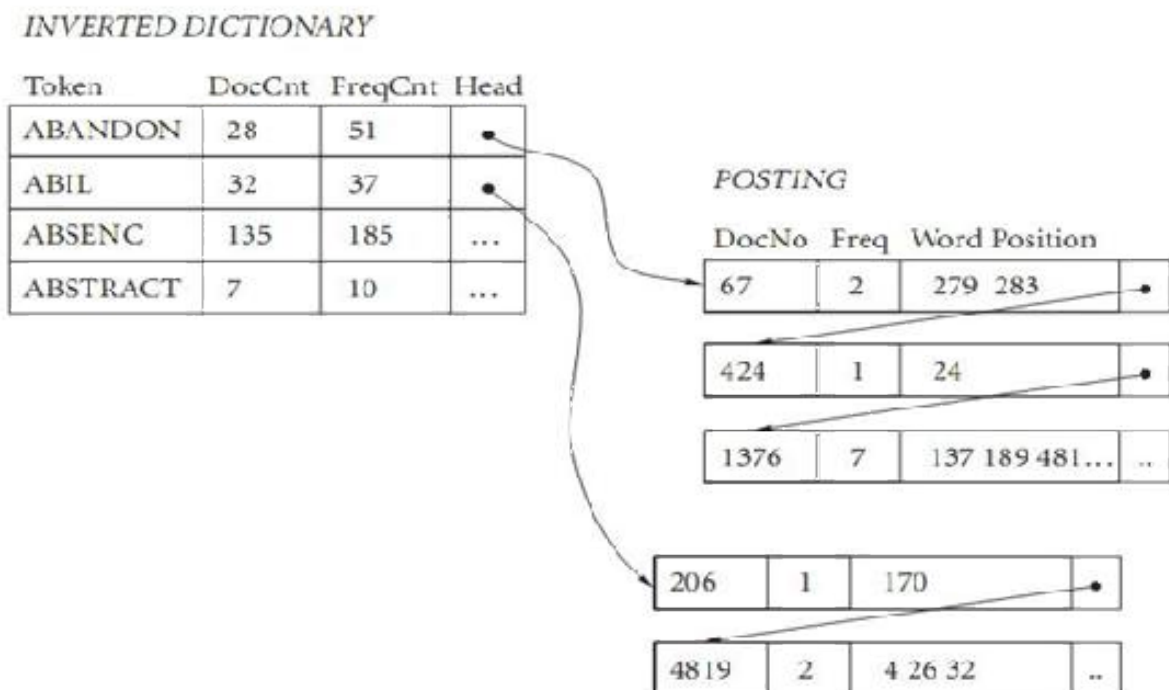 INVERTED DICTIONARY
Token DocCnt FreqCnt Head
ABANDON 28 51
ABIL 32 37
ABSENC 135 185 ...
ABSTRACT 7 10 ...
POSTING
DocNo Freq Word Position
67 2 279 283
424 1 24
1376 7 137 189 481... ..
206 1 170
4819 2 4 26 32 ..